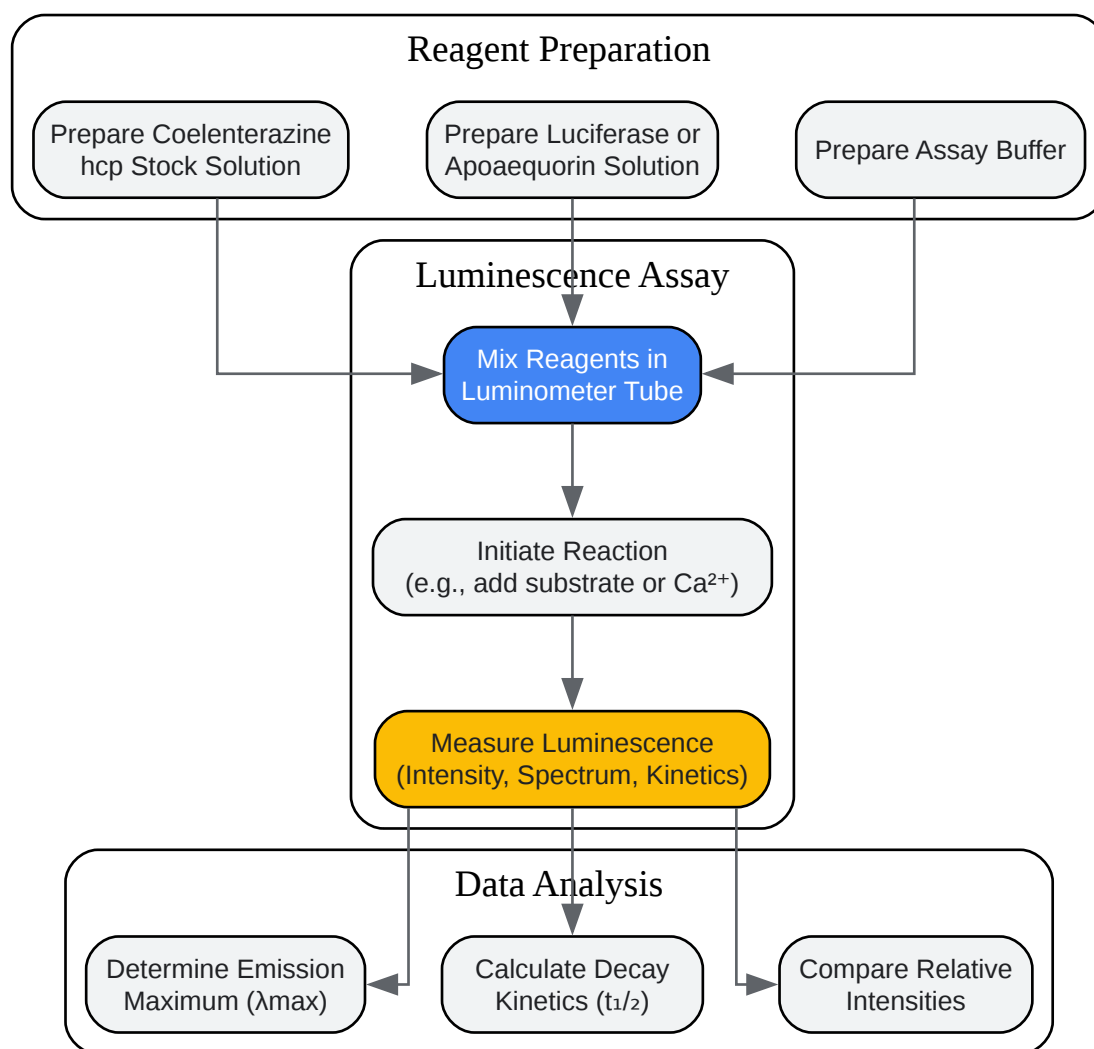 Reagent Preparation
Prepare Coelenterazine
hcp Stock Solution
Prepare Luciferase or
Apoaequorin Solution
Prepare Assay Buffer
Luminescence Assay
Mix Reagents in
Luminometer Tube
Initiate Reaction
(e.g., add substrate or Ca²⁺)
Measure Luminescence
(Intensity, Spectrum, Kinetics)
Data Analysis
Determine Emission
Maximum (λmax)
Calculate Decay
Kinetics (t₁/₂)
Compare Relative
Intensities